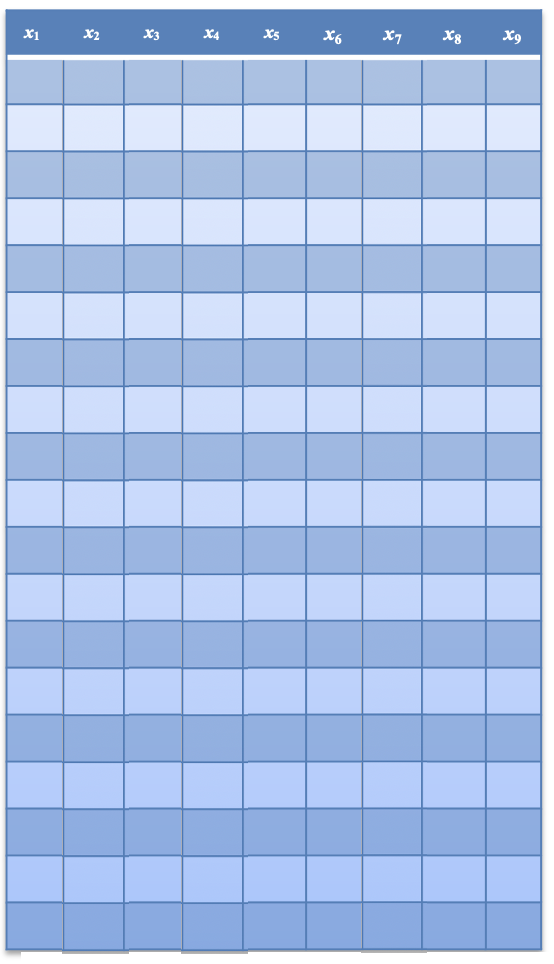 x₁ x₂ x₃ x₄ x₅ x₆ x₇ x₈ x₉